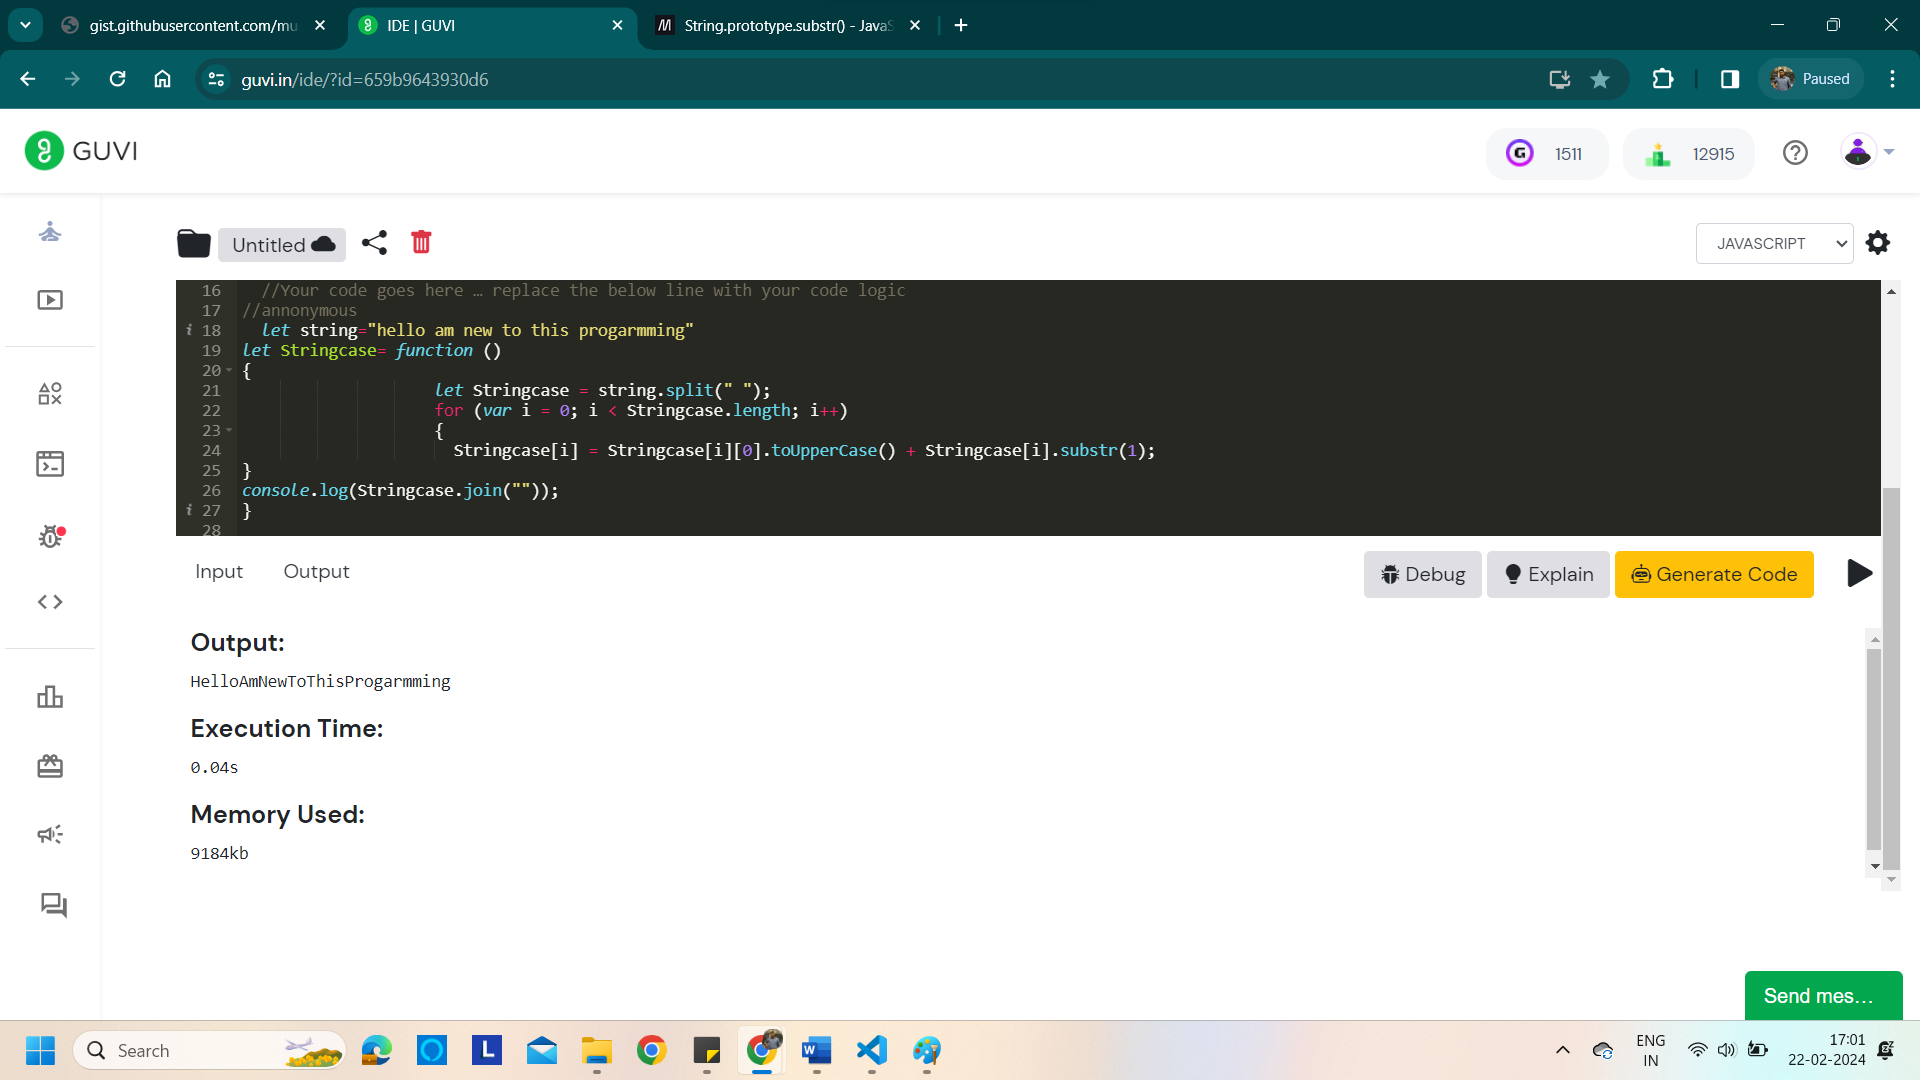 gist.githubusercontent.com/mu
IDE | GUVI
String.prototype.substr() - JavaS
guvi.in/ide/?id=659b9643930d6
Paused
GUVI
1511
12915
Untitled
JAVASCRIPT
16 //Your code goes here … replace the below line with your code logic
17 //annonymous
18 let string="hello am new to this progarmming"
19 let Stringcase= function ()
20 {
21 let Stringcase = string.split(" ");
22 for (var i = 0; i < Stringcase.length; i++)
23 {
24 Stringcase[i] = Stringcase[i][0].toUpperCase() + Stringcase[i].substr(1);
25 }
26 console.log(Stringcase.join(""));
27 }
28
Input
Output
Debug
Explain
Generate Code
Output:
HelloAmNewToThisProgarmming
Execution Time:
0.04s
Memory Used:
9184kb
Send mes…
Search
ENG
IN
17:01
22-02-2024